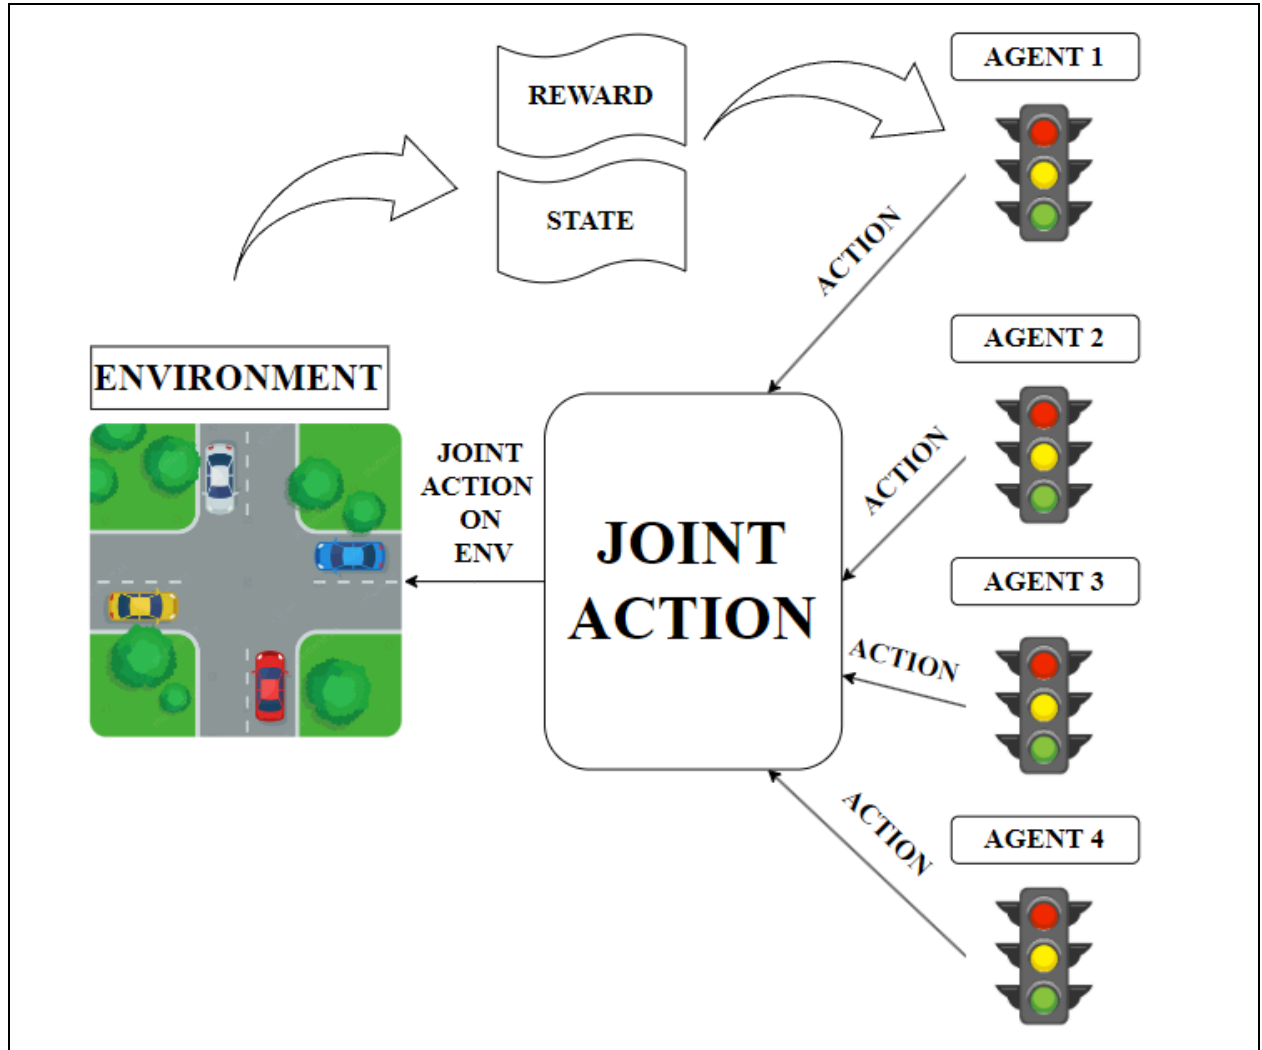 REWARD
STATE
AGENT 1
ACTION
AGENT 2
ACTION
AGENT 3
ACTION
AGENT 4
ACTION
ENVIRONMENT
JOINT
ACTION
ON
ENV
JOINT
ACTION